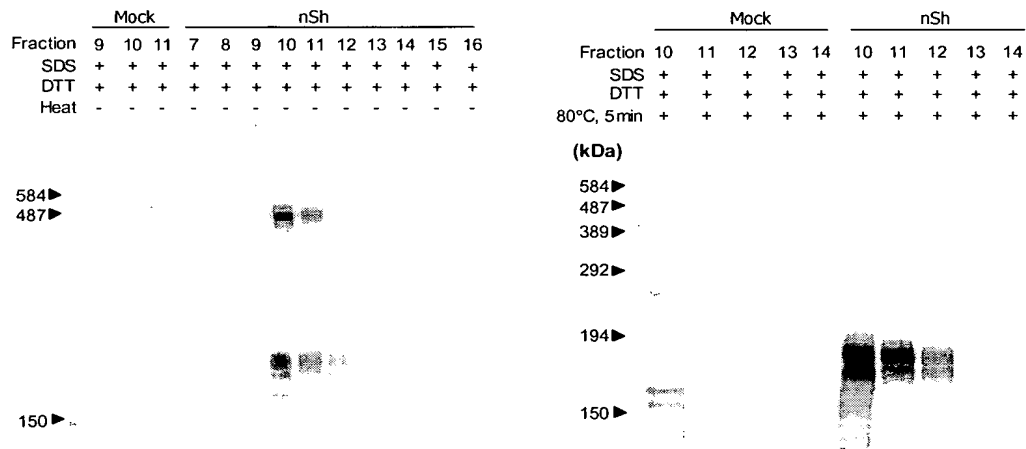 Mock nSh
Fraction 9 10 11 7 8 9 10 11 12 13 14 15 16
SDS + + + + + + + + + + + + +
DTT + + + + + + + + + + + + +
Heat - - - - - - - - - - - - -
584
487
150
Mock nSh
Fraction 10 11 12 13 14 10 11 12 13 14
SDS + + + + + + + + + +
DTT + + + + + + + + + +
80°C, 5min + + + + + + + + + +
(kDa)
584
487
389
292
194
150